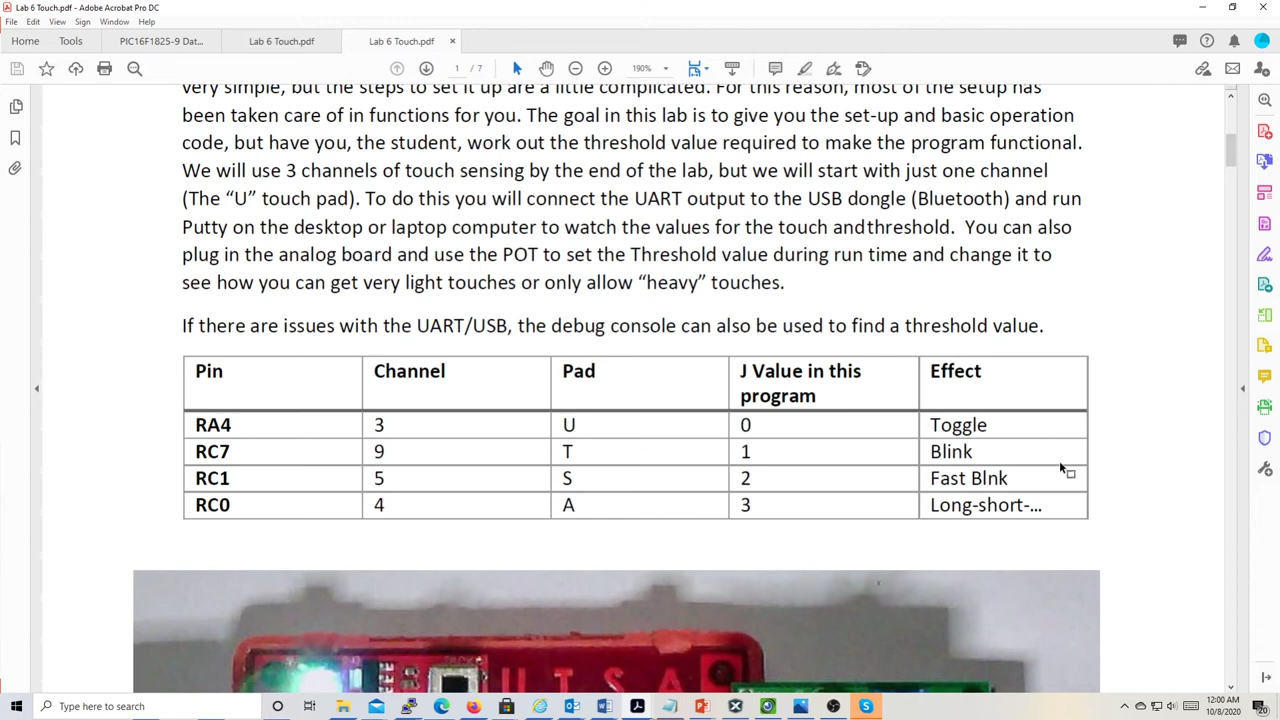 Lab 6 Touch.pdf - Adobe Acrobat Pro DC
File Edit View Sign Window Help
Home Tools PIC16F1825-9 Dat... Lab 6 Touch.pdf Lab 6 Touch.pdf ×
1 / 7 190%
very simple, but the steps to set it up are a little complicated. For this reason, most of the setup has
been taken care of in functions for you. The goal in this lab is to give you the set-up and basic operation
code, but have you, the student, work out the threshold value required to make the program functional.
We will use 3 channels of touch sensing by the end of the lab, but we will start with just one channel
(The “U” touch pad). To do this you will connect the UART output to the USB dongle (Bluetooth) and run
Putty on the desktop or laptop computer to watch the values for the touch andthreshold. You can also
plug in the analog board and use the POT to set the Threshold value during run time and change it to
see how you can get very light touches or only allow “heavy” touches.
If there are issues with the UART/USB, the debug console can also be used to find a threshold value.
Pin Channel Pad J Value in this Effect
program
RA4 3 U 0 Toggle
RC7 9 T 1 Blink
RC1 5 S 2 Fast Blnk
RC0 4 A 3 Long-short-...
U T S A
Type here to search
12:00 AM
10/8/2020
20